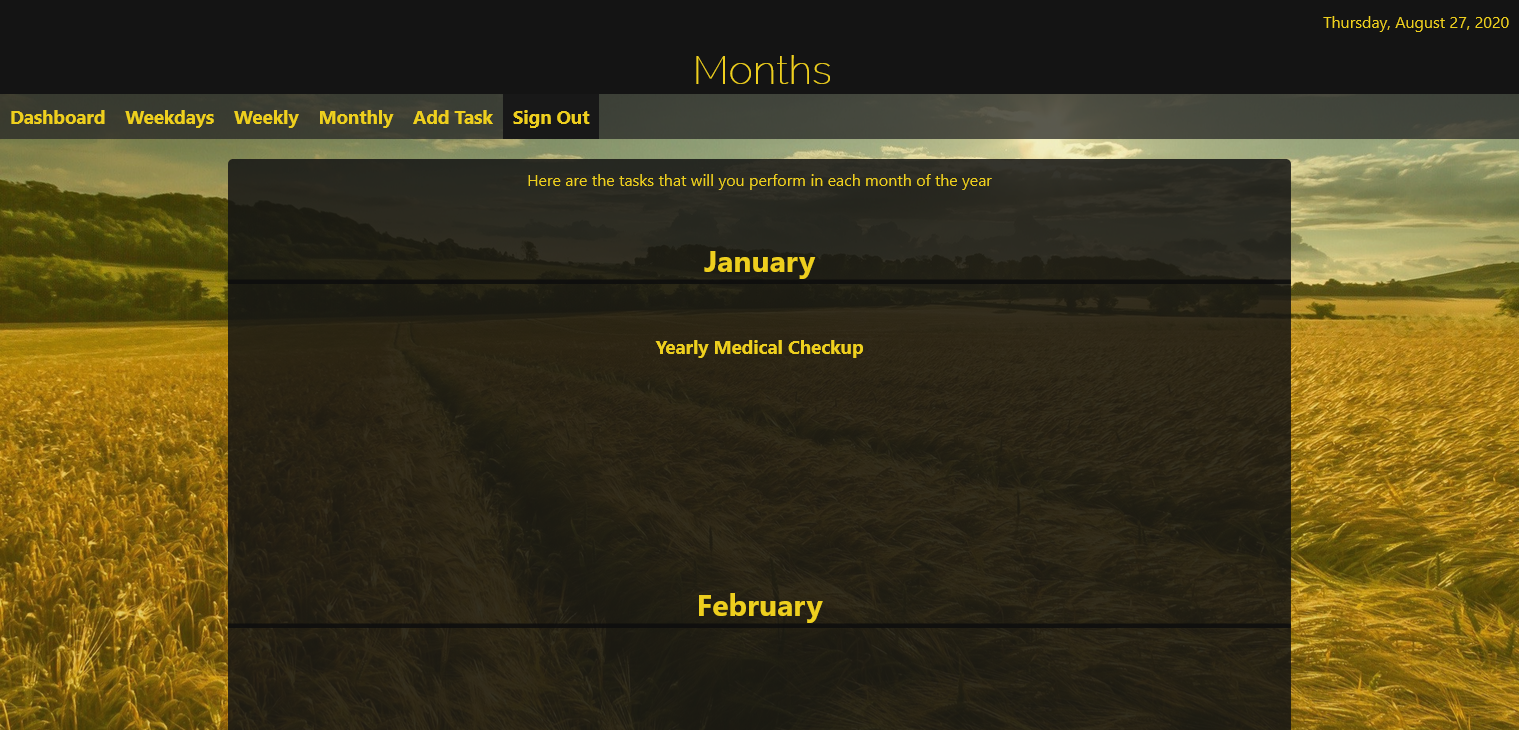 Thursday, August 27, 2020
Months
Dashboard Weekdays Weekly Monthly Add Task Sign Out
Here are the tasks that will you perform in each month of the year
January
Yearly Medical Checkup
February